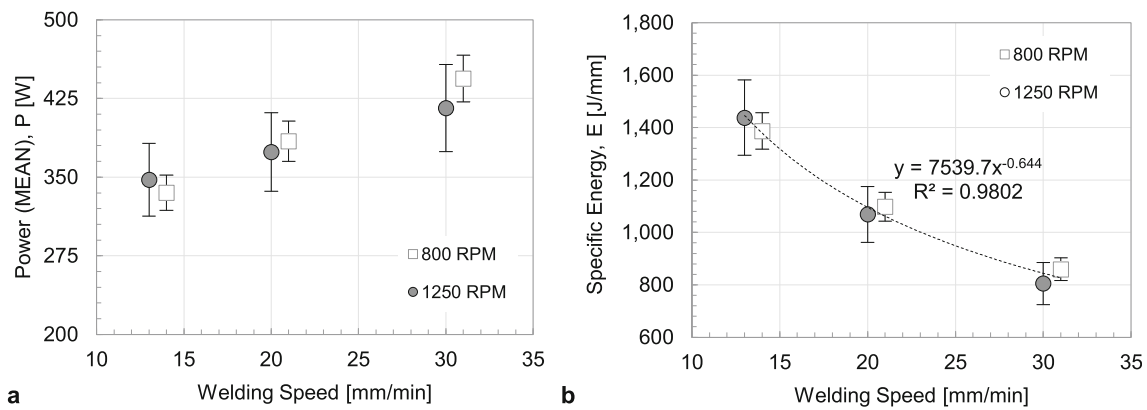 500
425
350
275
200
Power (MEAN), P [W]
800 RPM
1250 RPM
10 15 20 25 30 35
Welding Speed [mm/min]
a
1,800
1,600
1,400
1,200
1,000
800
600
Specific Energy, E [J/mm]
800 RPM
1250 RPM
y = 7539.7x^-0.644
R² = 0.9802
10 15 20 25 30 35
Welding Speed [mm/min]
b